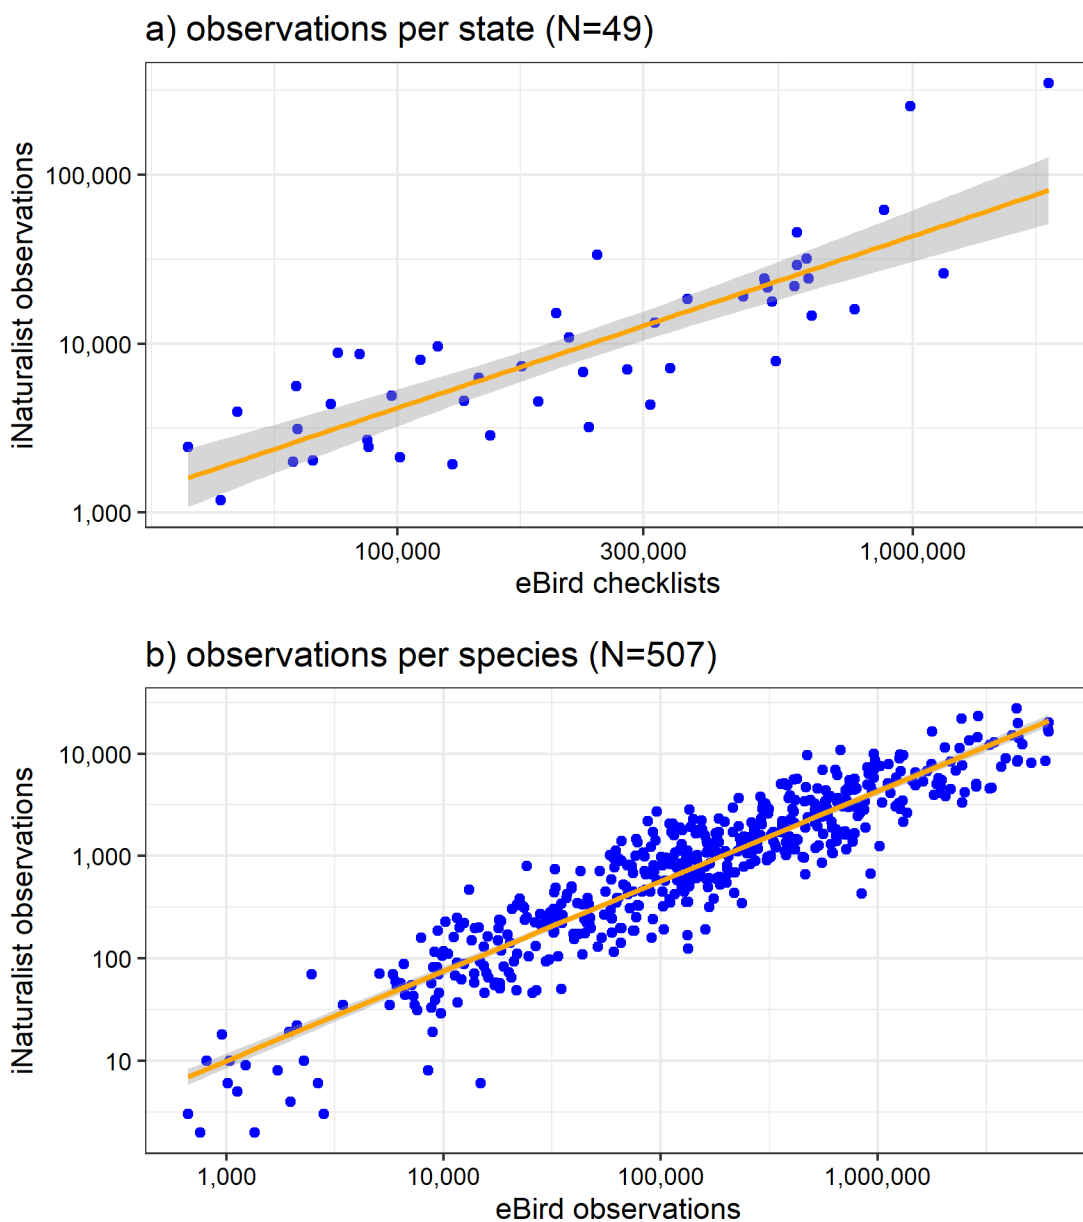 a) observations per state (N=49)
iNaturalist observations
100,000
10,000
1,000
100,000 300,000 1,000,000
eBird checklists
b) observations per species (N=507)
iNaturalist observations
10,000
1,000
100
10
1,000 10,000 100,000 1,000,000
eBird observations